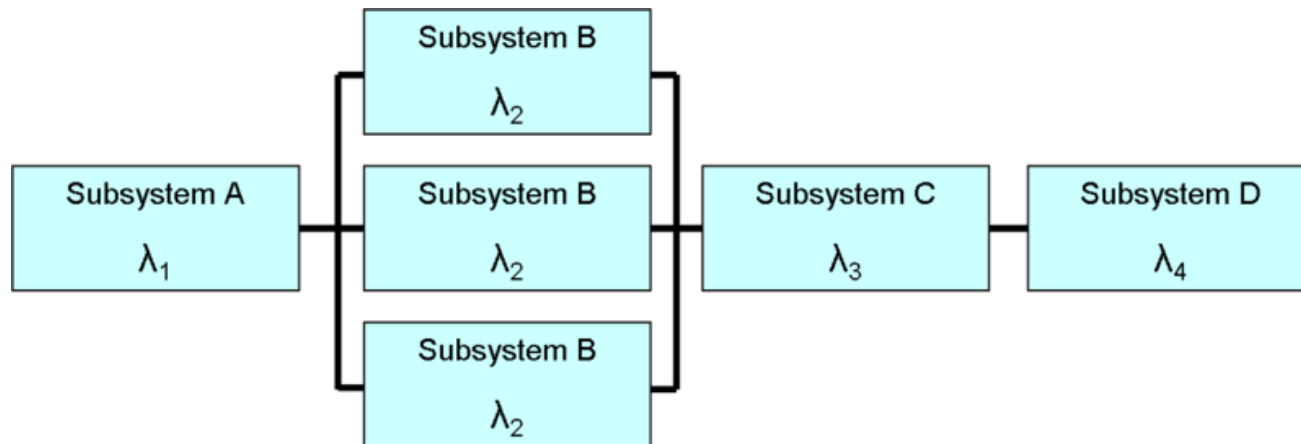 Subsystem B
λ₂
Subsystem A
λ₁
Subsystem B
λ₂
Subsystem C
λ₃
Subsystem D
λ₄
Subsystem B
λ₂